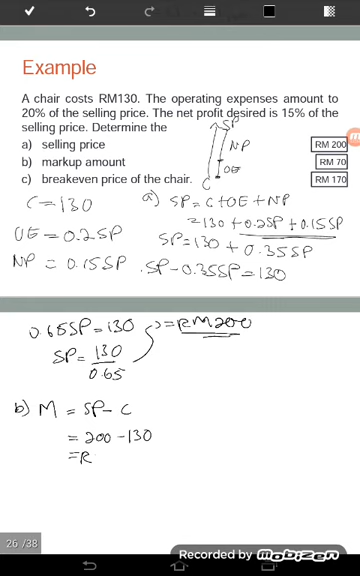 Example
A chair costs RM130. The operating expenses amount to
20% of the selling price. The net profit desired is 15% of
the selling price. Determine the
SP
a) selling price
NP
RM 200
b) markup amount
OE
RM 70
c) breakeven price of the chair.
C
RM 170
C = 130
a) SP = C + OE + NP
= 130 + 0.2SP + 0.15SP
OE = 0.2SP
SP = 130 + 0.35SP
NP = 0.15SP
SP - 0.35SP = 130
0.65SP = 130
= RM 200
SP = 130
0.65
b) M = SP - C
= 200 - 130
= R
26 /38
Recorded by Mobizen